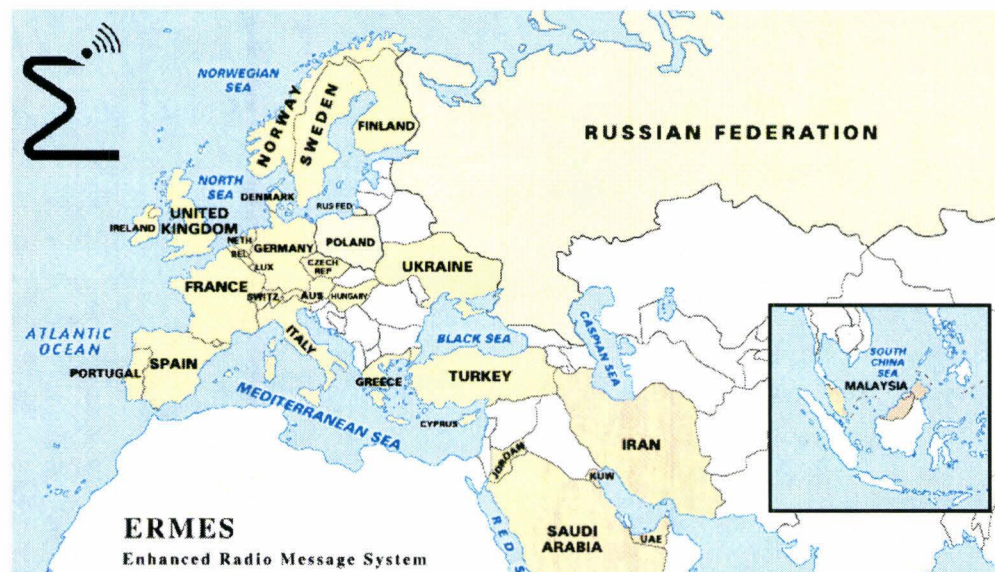 NORWEGIAN
SEA
NORWAY
SWEDEN
FINLAND
RUSSIAN FEDERATION
NORTH
SEA
DENMARK
RUS FED
IRELAND
UNITED
KINGDOM
NETH
BEL
LUX
GERMANY
POLAND
CZECH
REP
UKRAINE
FRANCE
SWITZ
AUS
HUNGARY
ITALY
ATLANTIC
OCEAN
PORTUGAL
SPAIN
BLACK SEA
CASPIAN SEA
GREECE
TURKEY
MEDITERRANEAN SEA
CYPRUS
JORDAN
IRAN
KUW
SAUDI
ARABIA
UAE
RED S
SOUTH
CHINA
SEA
MALAYSIA
ERMES
Enhanced Radio Message System